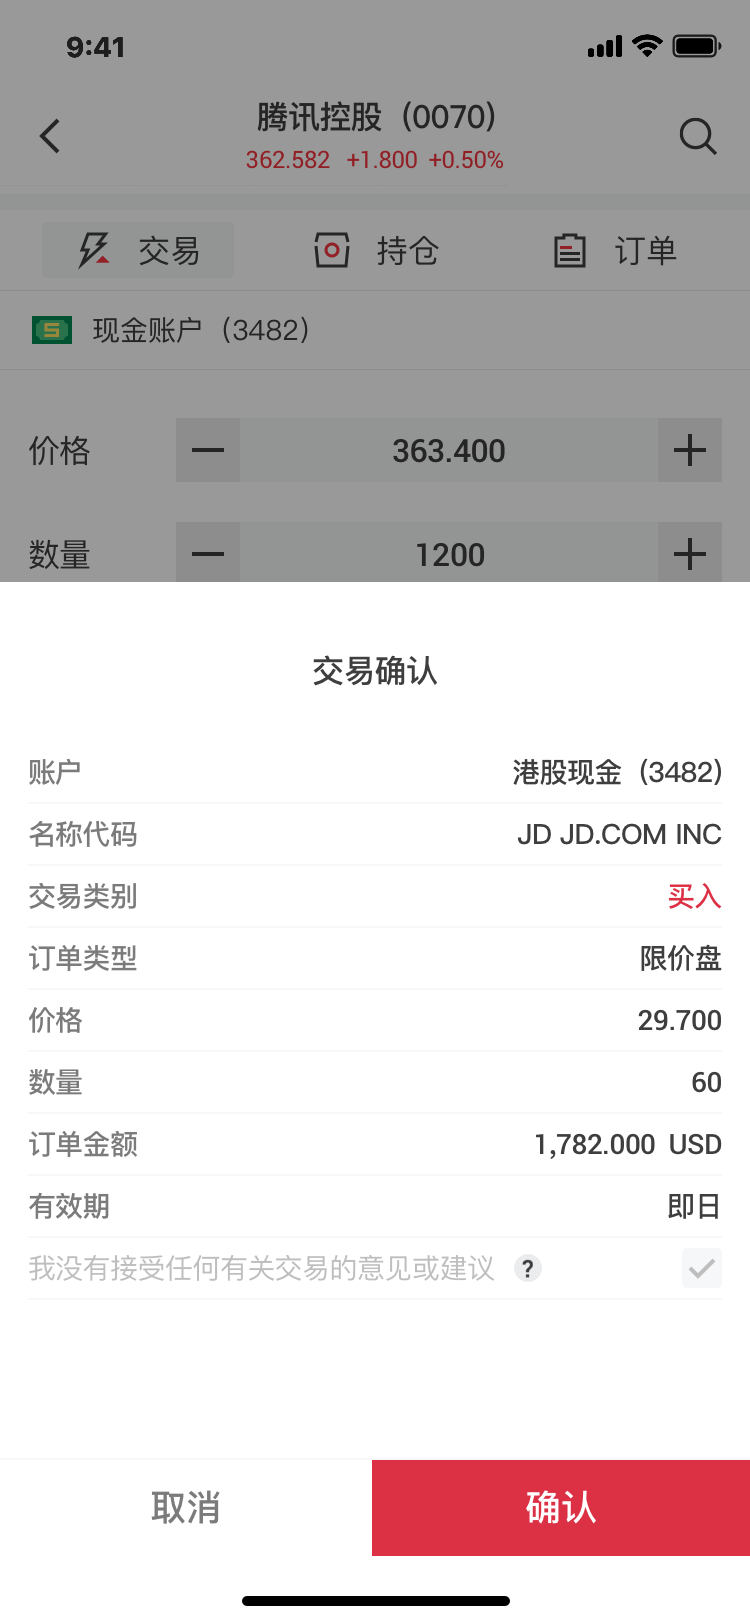 9:41
腾讯控股（0070）
362.582 +1.800 +0.50%
交易 持仓 订单
现金账户（3482）
价格 363.400
数量 1200
交易确认
账户 港股现金（3482）
名称代码 JD JD.COM INC
交易类别 买入
订单类型 限价盘
价格 29.700
数量 60
订单金额 1,782.000 USD
有效期 即日
我没有接受任何有关交易的意见或建议 ?
取消 确认